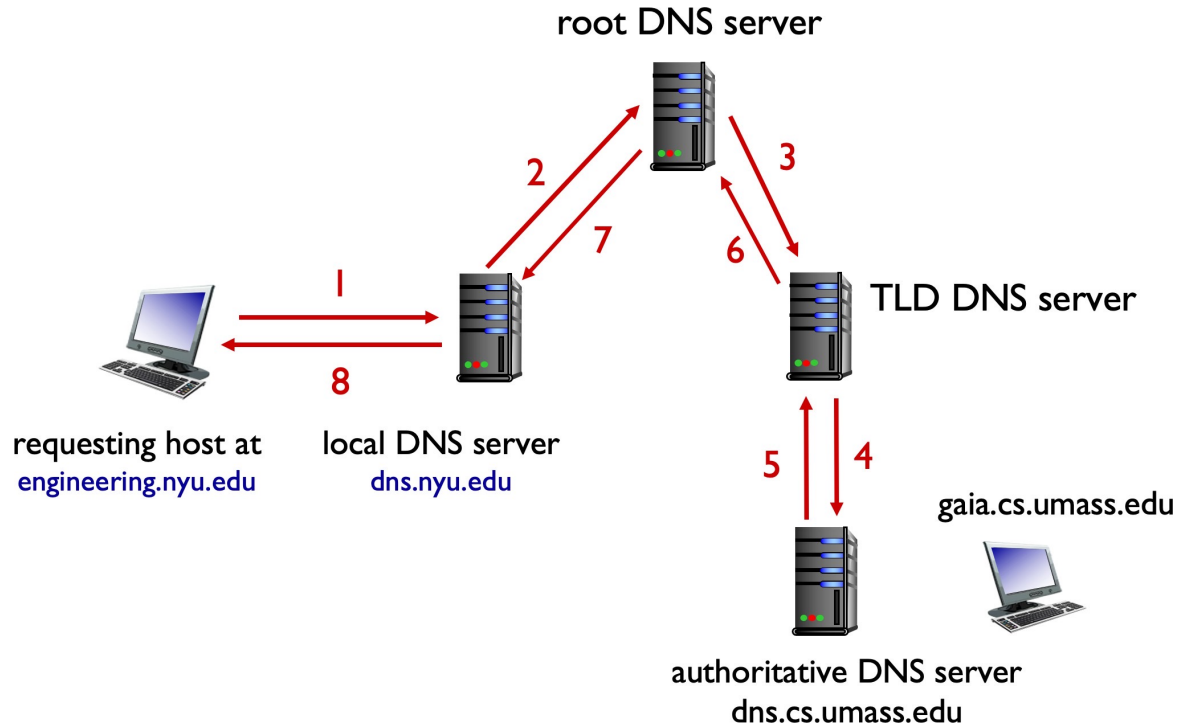 root DNS server
2
3
7
6
1
TLD DNS server
8
requesting host at
engineering.nyu.edu
local DNS server
dns.nyu.edu
5
4
gaia.cs.umass.edu
authoritative DNS server
dns.cs.umass.edu